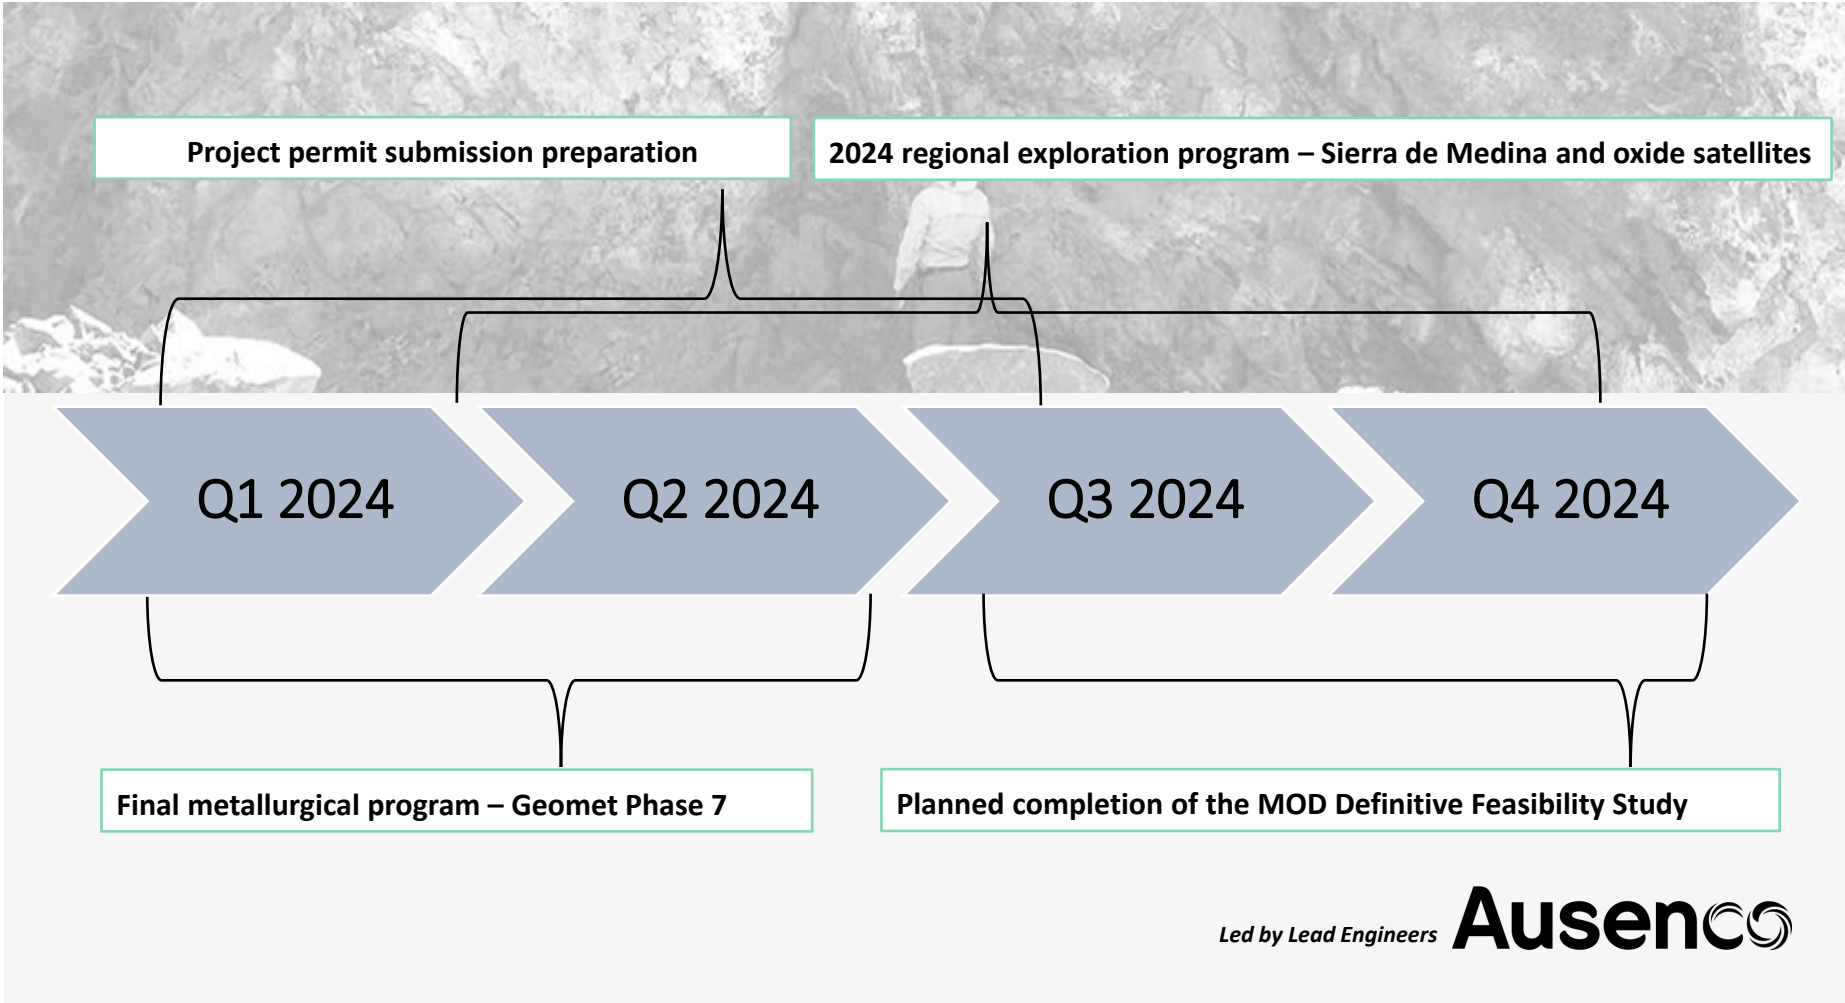 Project permit submission preparation
2024 regional exploration program – Sierra de Medina and oxide satellites
Q1 2024
Q2 2024
Q3 2024
Q4 2024
Final metallurgical program – Geomet Phase 7
Planned completion of the MOD Definitive Feasibility Study
Led by Lead Engineers Ausenco